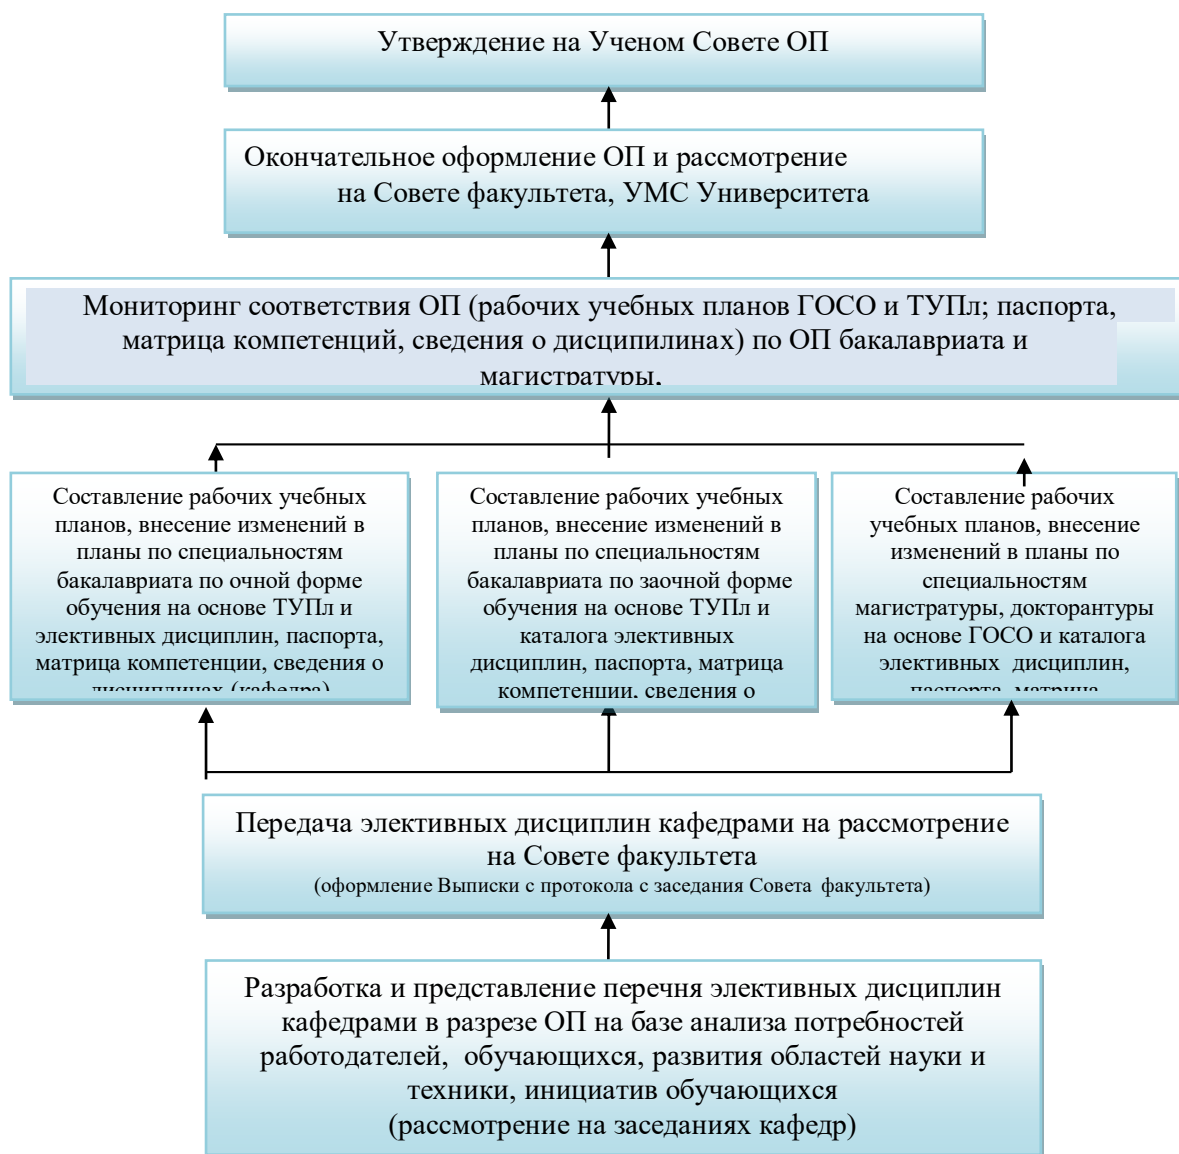 Утверждение на Ученом Совете ОП
Окончательное оформление ОП и рассмотрение
на Совете факультета, УМС Университета
Мониторинг соответствия ОП (рабочих учебных планов ГОСО и ТУПл; паспорта,
матрица компетенций, сведения о дисципилинах) по ОП бакалавриата и
магистратуры,
Составление рабочих учебных
планов, внесение изменений в
планы по специальностям
бакалавриата по очной форме
обучения на основе ТУПл и
элективных дисциплин, паспорта,
матрица компетенции, сведения о
дисциплинах (кафедра)
Составление рабочих учебных
планов, внесение изменений в
планы по специальностям
бакалавриата по заочной форме
обучения на основе ТУПл и
каталога элективных
дисциплин, паспорта, матрица
компетенции, сведения о
Составление рабочих
учебных планов, внесение
изменений в планы по
специальностям
магистратуры, докторантуры
на основе ГОСО и каталога
элективных дисциплин,
паспорта, матрица
Передача элективных дисциплин кафедрами на рассмотрение
на Совете факультета
(оформление Выписки с протокола с заседания Совета факультета)
Разработка и представление перечня элективных дисциплин
кафедрами в разрезе ОП на базе анализа потребностей
работодателей, обучающихся, развития областей науки и
техники, инициатив обучающихся
(рассмотрение на заседаниях кафедр)